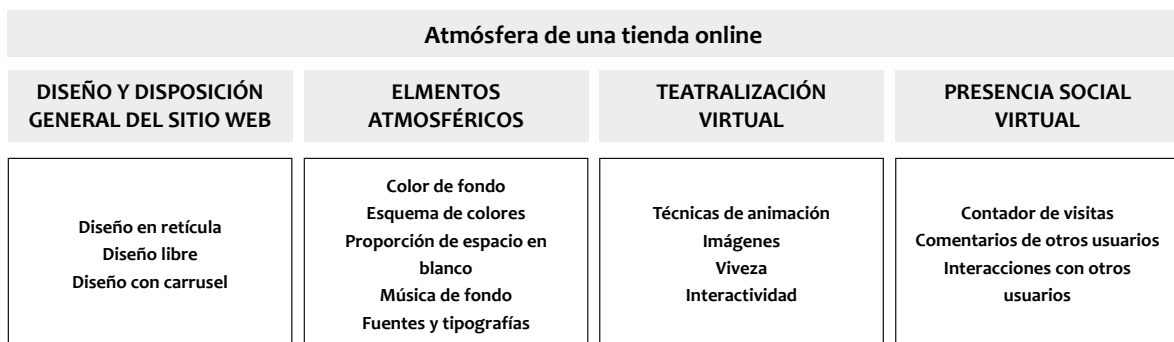 Atmósfera de una tienda online
DISEÑO Y DISPOSICIÓN
GENERAL DEL SITIO WEB
ELMENTOS
ATMOSFÉRICOS
TEATRALIZACIÓN
VIRTUAL
PRESENCIA SOCIAL
VIRTUAL
Diseño en retícula
Diseño libre
Diseño con carrusel
Color de fondo
Esquema de colores
Proporción de espacio en
blanco
Música de fondo
Fuentes y tipografías
Técnicas de animación
Imágenes
Viveza
Interactividad
Contador de visitas
Comentarios de otros usuarios
Interacciones con otros
usuarios